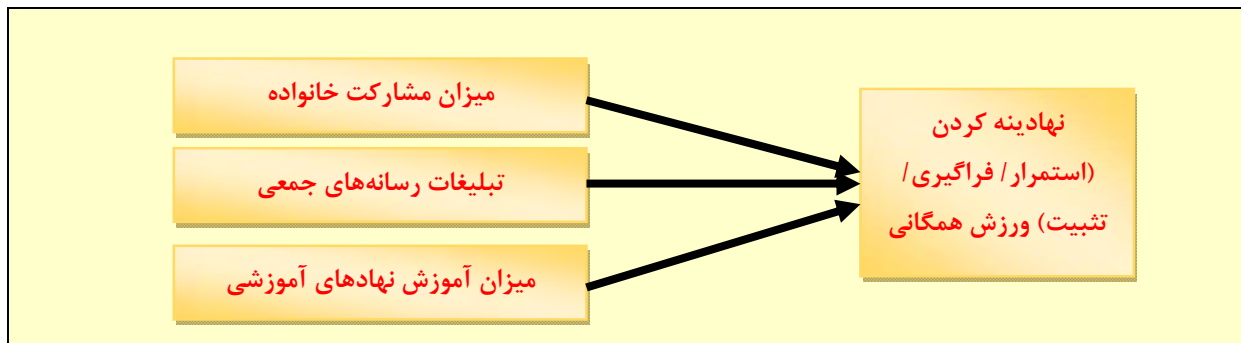 میزان مشارکت خانواده
تبلیغات رسانه‌های جمعی
میزان آموزش نهادهای آموزشی
نهادینه کردن
(استمرار/ فراگیری/
تثبیت) ورزش همگانی